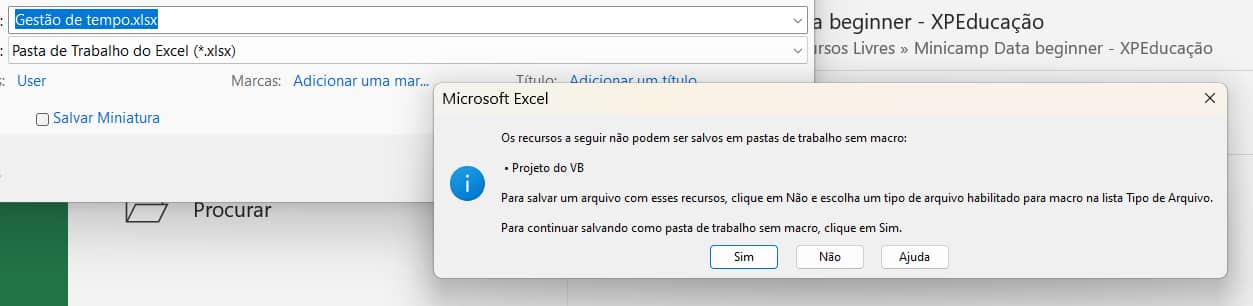 Gestão de tempo.xlsx
Pasta de Trabalho do Excel (*.xlsx)
User
Marcas: Adicionar uma mar...
Título: Adicionar um título
Salvar Miniatura
Procurar
beginner - XPEducação
Livres » Minicamp Data beginner - XPEducação
Microsoft Excel
Os recursos a seguir não podem ser salvos em pastas de trabalho sem macro:
• Projeto do VB
Para salvar um arquivo com esses recursos, clique em Não e escolha um tipo de arquivo habilitado para macro na lista Tipo de Arquivo.
Para continuar salvando como pasta de trabalho sem macro, clique em Sim.
Sim
Não
Ajuda